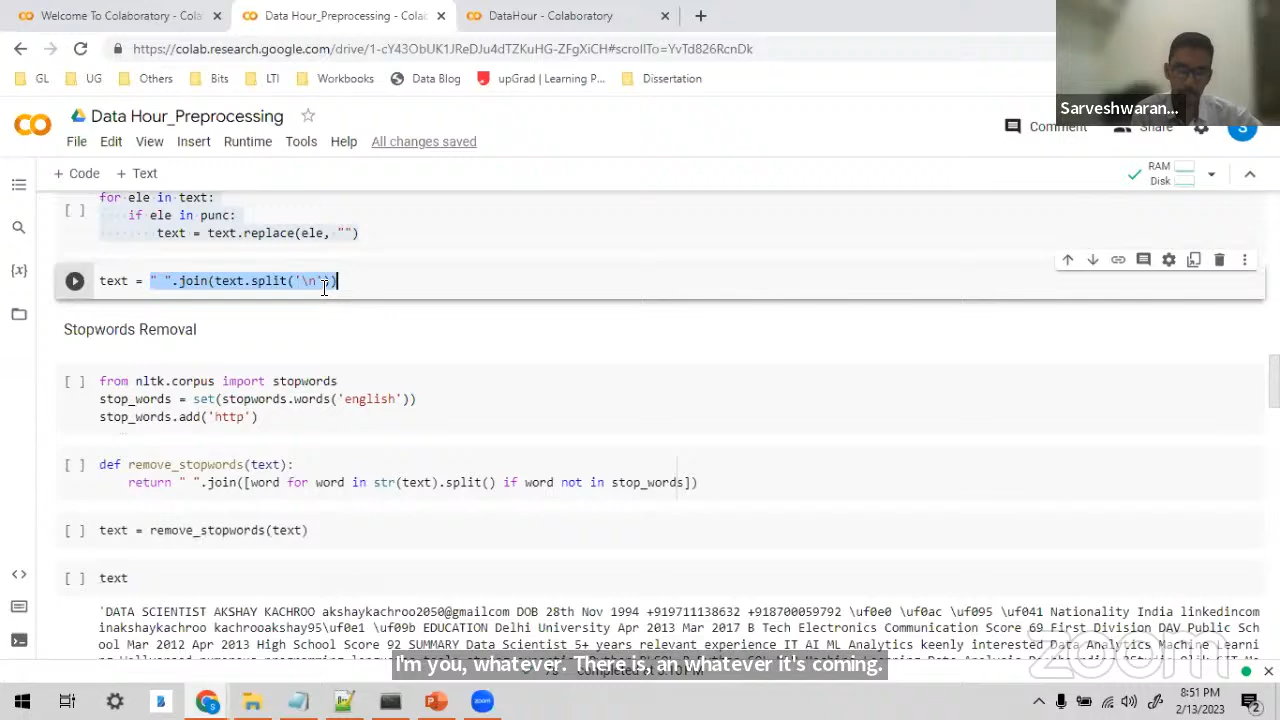 Welcome To Colaboratory - Colab
Data Hour_Preprocessing - Colab
DataHour - Colaboratory
https://colab.research.google.com/drive/1-cY43ObUK1JReDJu4dTZKuHG-ZFgXiCH#scrollTo=YvTd826RcnDk
GL UG Others Bits LTI Workbooks Data Blog upGrad | Learning P... Dissertation
Sarveshwaran...
Data Hour_Preprocessing
Comment Share S
File Edit View Insert Runtime Tools Help All changes saved
+ Code + Text
RAM
Disk
for ele in text:
[ ] if ele in punc:
text = text.replace(ele, "")
text = " ".join(text.split('\n'))
Stopwords Removal
[ ] from nltk.corpus import stopwords
stop_words = set(stopwords.words('english'))
stop_words.add('http')
[ ] def remove_stopwords(text):
return " ".join([word for word in str(text).split() if word not in stop_words])
[ ] text = remove_stopwords(text)
[ ] text
'DATA SCIENTIST AKSHAY KACHROO akshaykachroo2050@gmailcom DOB 28th Nov 1994 +919711138632 +918700059792 \uf0e0 \uf0ac \uf095 \uf041 Nationality India linkedincom
inakshaykachroo kachrooakshay95\uf0e1 \uf09b EDUCATION Delhi University Apr 2013 Mar 2017 B Tech Electronics Communication Score 69 First Division DAV Public Sch
ool Mar 2012 Apr 2013 High School Score 92 SUMMARY Data Scientist 5+ years relevant experience IT AI ML Analytics keenly interested Data Analysis Machine Learni
I'm you, whatever. There is, an whatever it's coming.
zoom
8:51 PM
2/13/2023
2